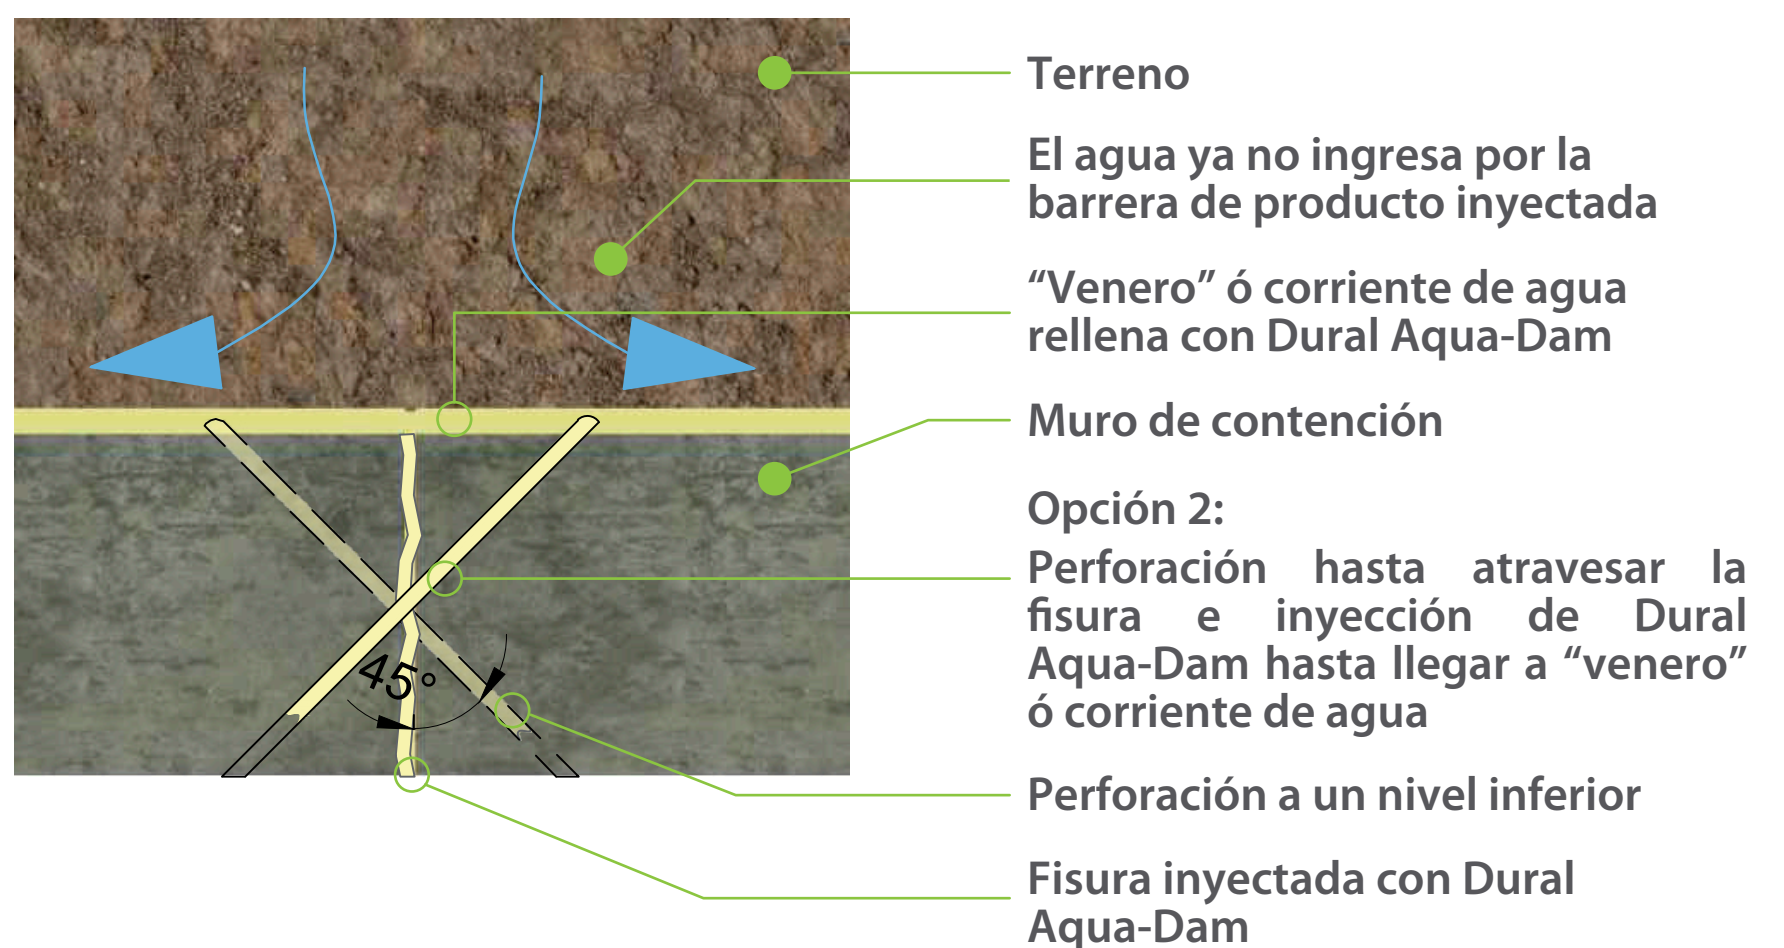 Terreno
El agua ya no ingresa por la
barrera de producto inyectada
“Venero” ó corriente de agua
rellena con Dural Aqua-Dam
Muro de contención
Opción 2:
Perforación hasta atravesar la
fisura e inyección de Dural
Aqua-Dam hasta llegar a “venero”
ó corriente de agua
45°
Perforación a un nivel inferior
Fisura inyectada con Dural
Aqua-Dam